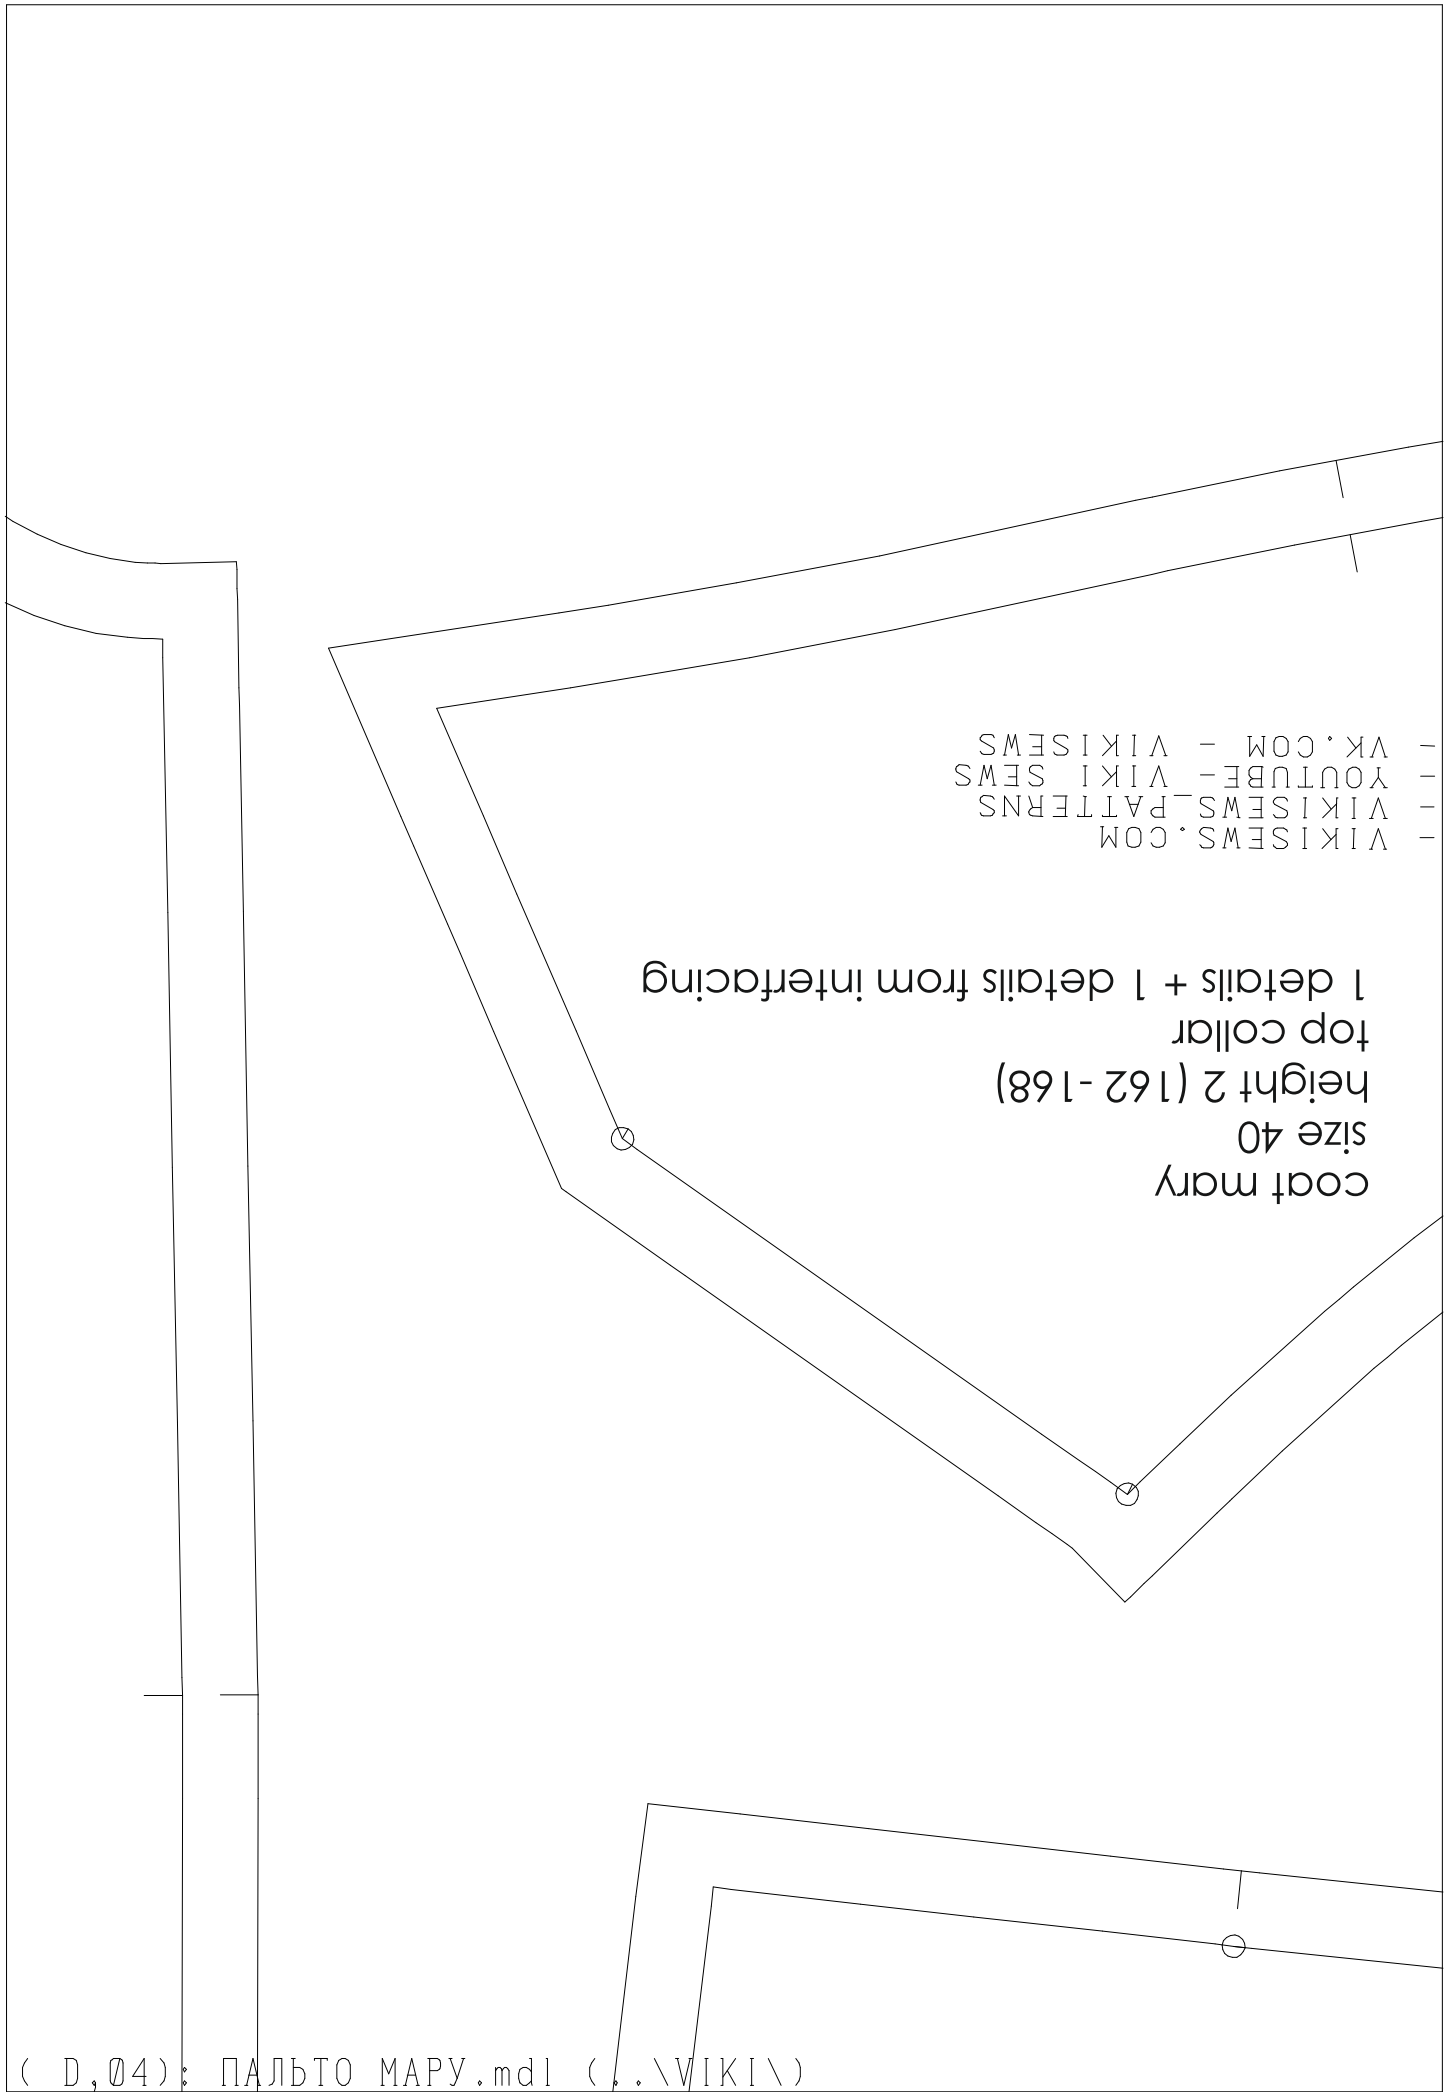 coat mary
size 40
height 2 (162 -168)
top collar
1 details + 1 details from interfacing
- VIKISEWS.COM
- VIKISEWS_PATTERNS
- YOUTUBE- VIKI SEWS
- VK.COM - VIKISEWS
( D,04): ПАЛЬТО МАРУ.mdl (..\VIKI\)